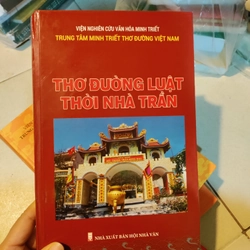 VIỆN NGHIÊN CỨU VĂN HÓA MINH TRIẾT
TRUNG TÂM MINH TRIẾT THƠ ĐƯỜNG VIỆT NAM
THƠ ĐƯỜNG LUẬT
THỜI NHÀ TRẦN
NHÀ XUẤT BẢN HỘI NHÀ VĂN